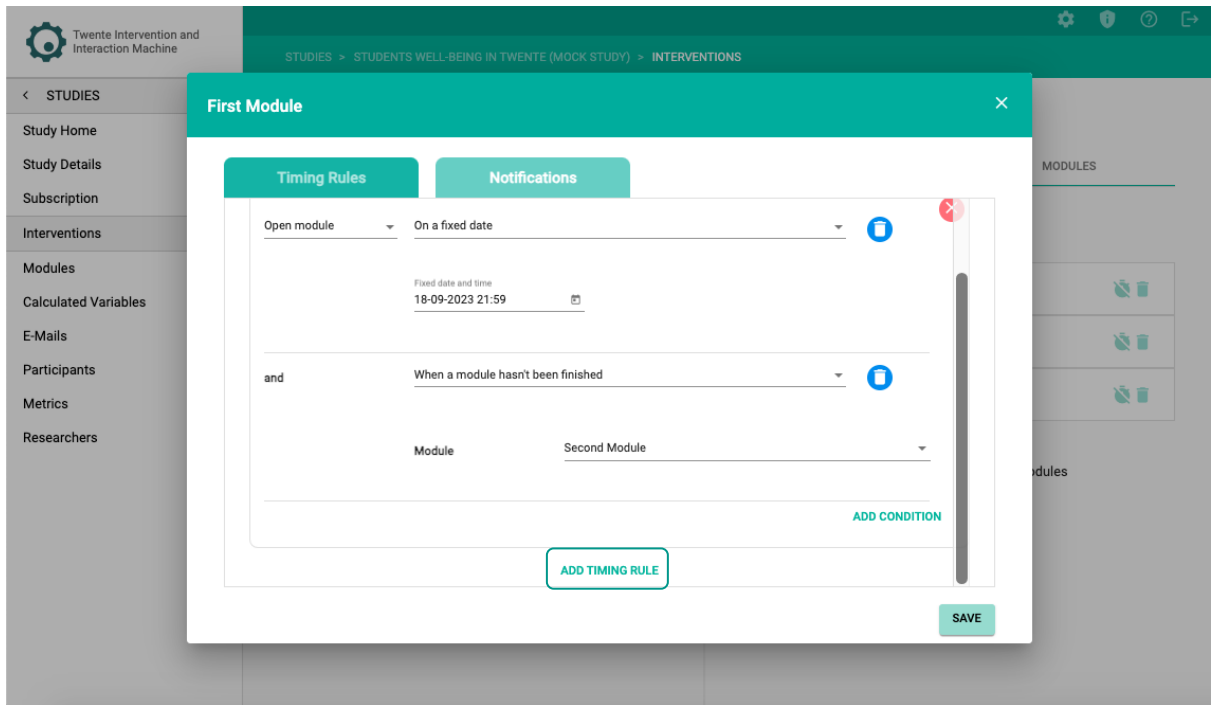 Twente Intervention and
Interaction Machine
STUDIES > STUDENTS WELL-BEING IN TWENTE (MOCK STUDY) > INTERVENTIONS
< STUDIES
Study Home
Study Details
Subscription
Interventions
Modules
Calculated Variables
E-Mails
Participants
Metrics
Researchers
First Module
Timing Rules
Notifications
MODULES
Open module
On a fixed date
Fixed date and time
18-09-2023 21:59
and
When a module hasn't been finished
Module
Second Module
ADD CONDITION
ADD TIMING RULE
SAVE